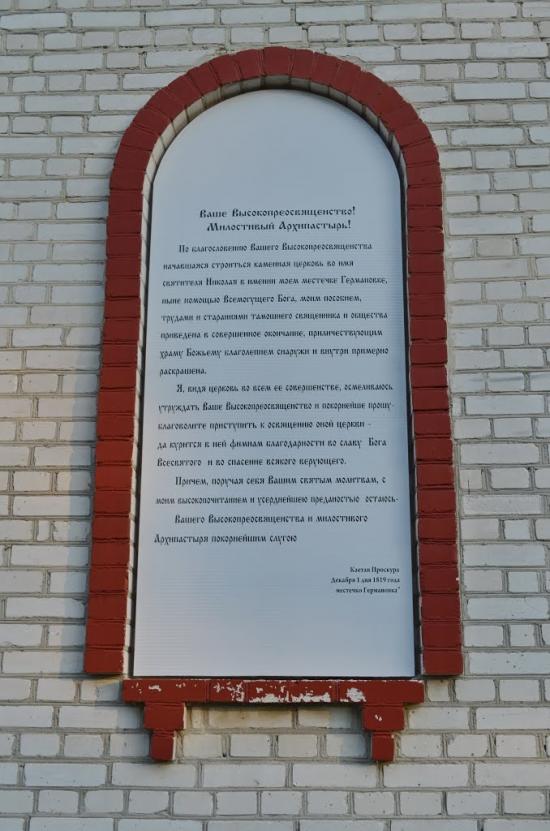 Ваше Высокопреосвященство!
Милостивый Архипастырь!
По благословению Вашего Высокопреосвященства
начавшаяся строиться каменная церковь во имя
святителя Николая в имении моем местечке Германовке,
ныне помощью Всемогущего Бога, моим пособием,
трудами и стараниями тамошнего священника и общества
приведена в совершенное окончание, приличествующим
храму Божьему благолепием снаружи и внутри примерно
раскрашена.
Я, видя церковь во всем ее совершенстве, осмеливаюсь
утруждать Ваше Высокопреосвященство и покорнейше прошу-
благоволите приступить к освящению оной церкви -
да курится в ней фимиам благодарности во славу Бога
Всесвятого и во спасение всякого верующего.
Причем, поручая себя Вашим святым молитвам, с
моим высокопочитанием и усерднейшею преданостью остаюсь-
Вашего Высокопреосвященства и милостивого
Архипастыря покорнейшим слугою
Каетан Проскура
Декабря 1 дня 1819 года
местечко Германовка"